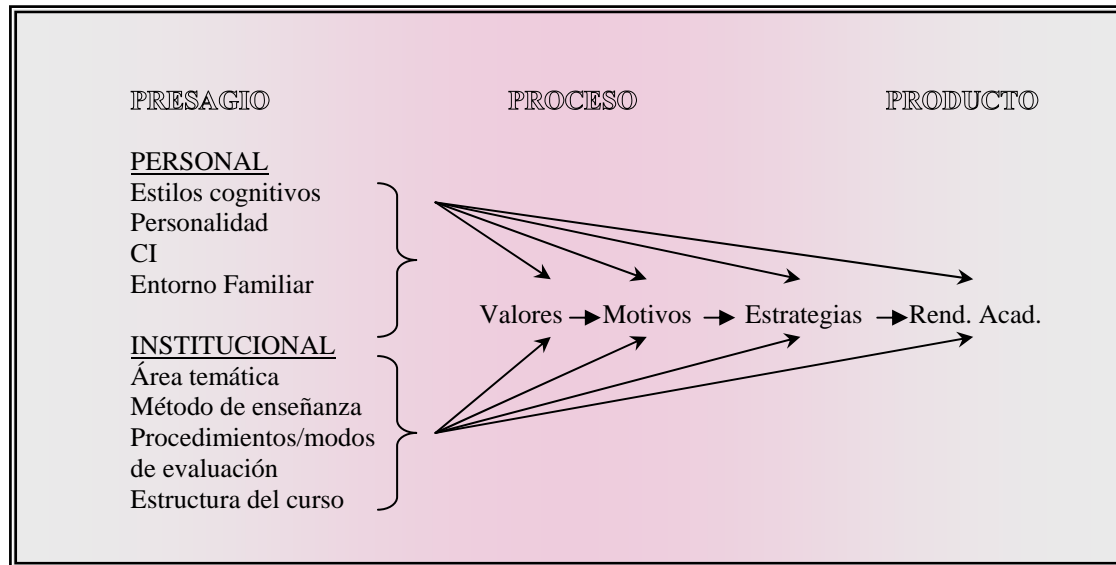 PRESAGIO PROCESO PRODUCTO
PERSONAL
Estilos cognitivos
Personalidad
CI
Entorno Familiar
Valores Motivos Estrategias Rend. Acad.
INSTITUCIONAL
Área temática
Método de enseñanza
Procedimientos/modos
de evaluación
Estructura del curso